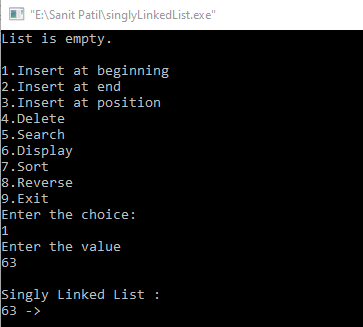 "E:\Sanit Patil\singlyLinkedList.exe"
List is empty.
1.Insert at beginning
2.Insert at end
3.Insert at position
4.Delete
5.Search
6.Display
7.Sort
8.Reverse
9.Exit
Enter the choice:
1
Enter the value
63
Singly Linked List :
63 ->